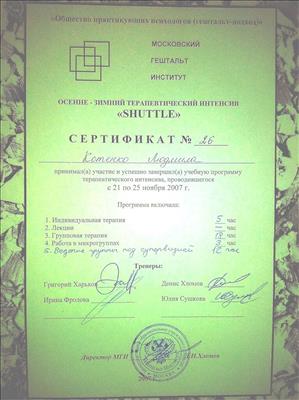 «Общество практикующих психологов (гештальт-подход)»
МОСКОВСКИЙ
ГЕШТАЛЬТ
ИНСТИТУТ
ОСЕННЕ - ЗИМНИЙ ТЕРАПЕВТИЧЕСКИЙ ИНТЕНСИВ
«SHUTTLE»
СЕРТИФИКАТ № 26
Котенко Людмила
принимал(а) участие и успешно завершил(а) учебную программу
терапевтического интенсива, проводившегося
с 21 по 25 ноября 2007 г.
Программа включала:
1. Индивидуальная терапия 5 час
2. Лекции час
3. Групповая терапия 18 час
4. Работа в микрогруппах 3 час
5. Ведение группы под супервизией 12 час
Тренеры:
Григорий Харьков Денис Хломов
Ирина Фролова Юлия Сушкова
Директор МГИ Д.Н.Хломов